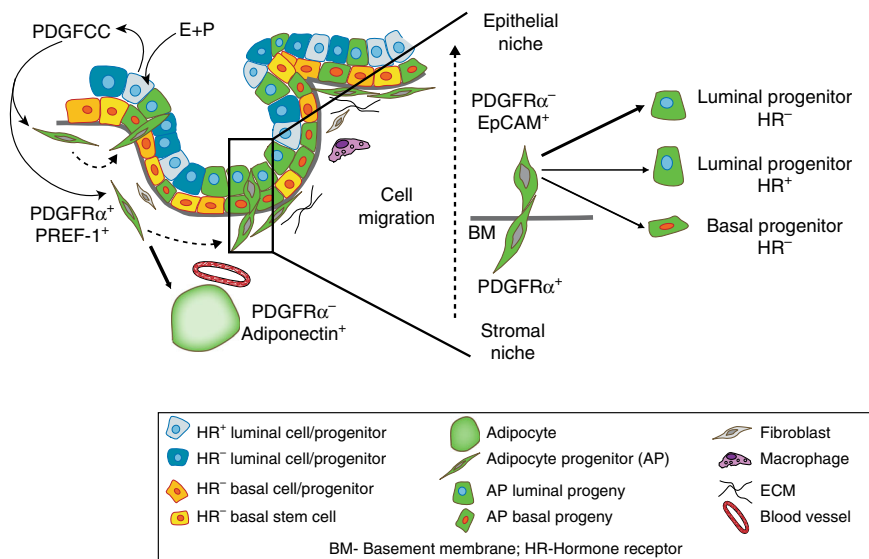 PDGFCC
E+P
PDGFRα⁺
PREF-1⁺
PDGFRα⁻
Adiponectin⁺
Epithelial
niche
PDGFRα⁻
EpCAM⁺
Cell
migration
BM
PDGFRα⁺
Stromal
niche
Luminal progenitor
HR⁻
Luminal progenitor
HR⁺
Basal progenitor
HR⁻
HR⁺ luminal cell/progenitor
HR⁻ luminal cell/progenitor
HR⁻ basal cell/progenitor
HR⁻ basal stem cell
Adipocyte
Adipocyte progenitor (AP)
AP luminal progeny
AP basal progeny
Fibroblast
Macrophage
ECM
Blood vessel
BM- Basement membrane; HR-Hormone receptor